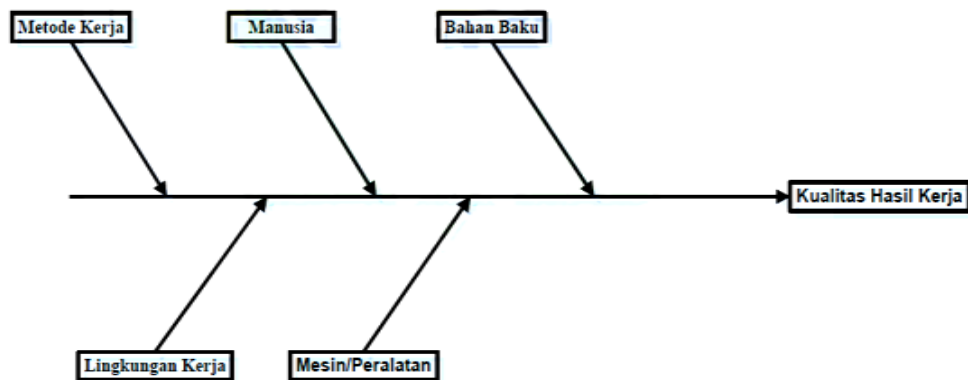 Metode Kerja
Manusia
Bahan Baku
Kualitas Hasil Kerja
Lingkungan Kerja
Mesin/Peralatan